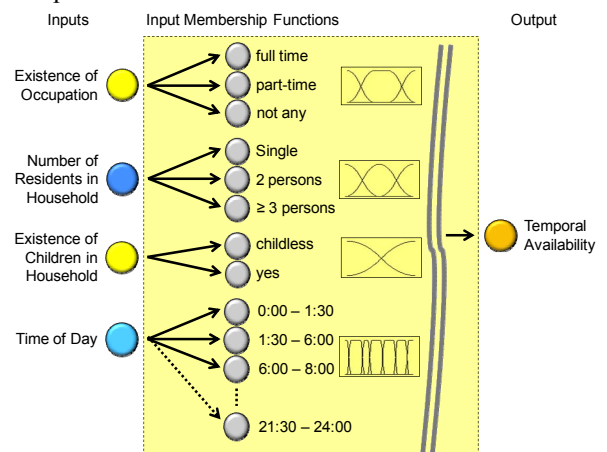 Inputs
Input Membership Functions
Output
Existence of
Occupation
full time
part-time
not any
Number of
Residents in
Household
Single
2 persons
≥ 3 persons
Existence of
Children in
Household
childless
yes
Time of Day
0:00 – 1:30
1:30 – 6:00
6:00 – 8:00
21:30 – 24:00
Temporal
Availability